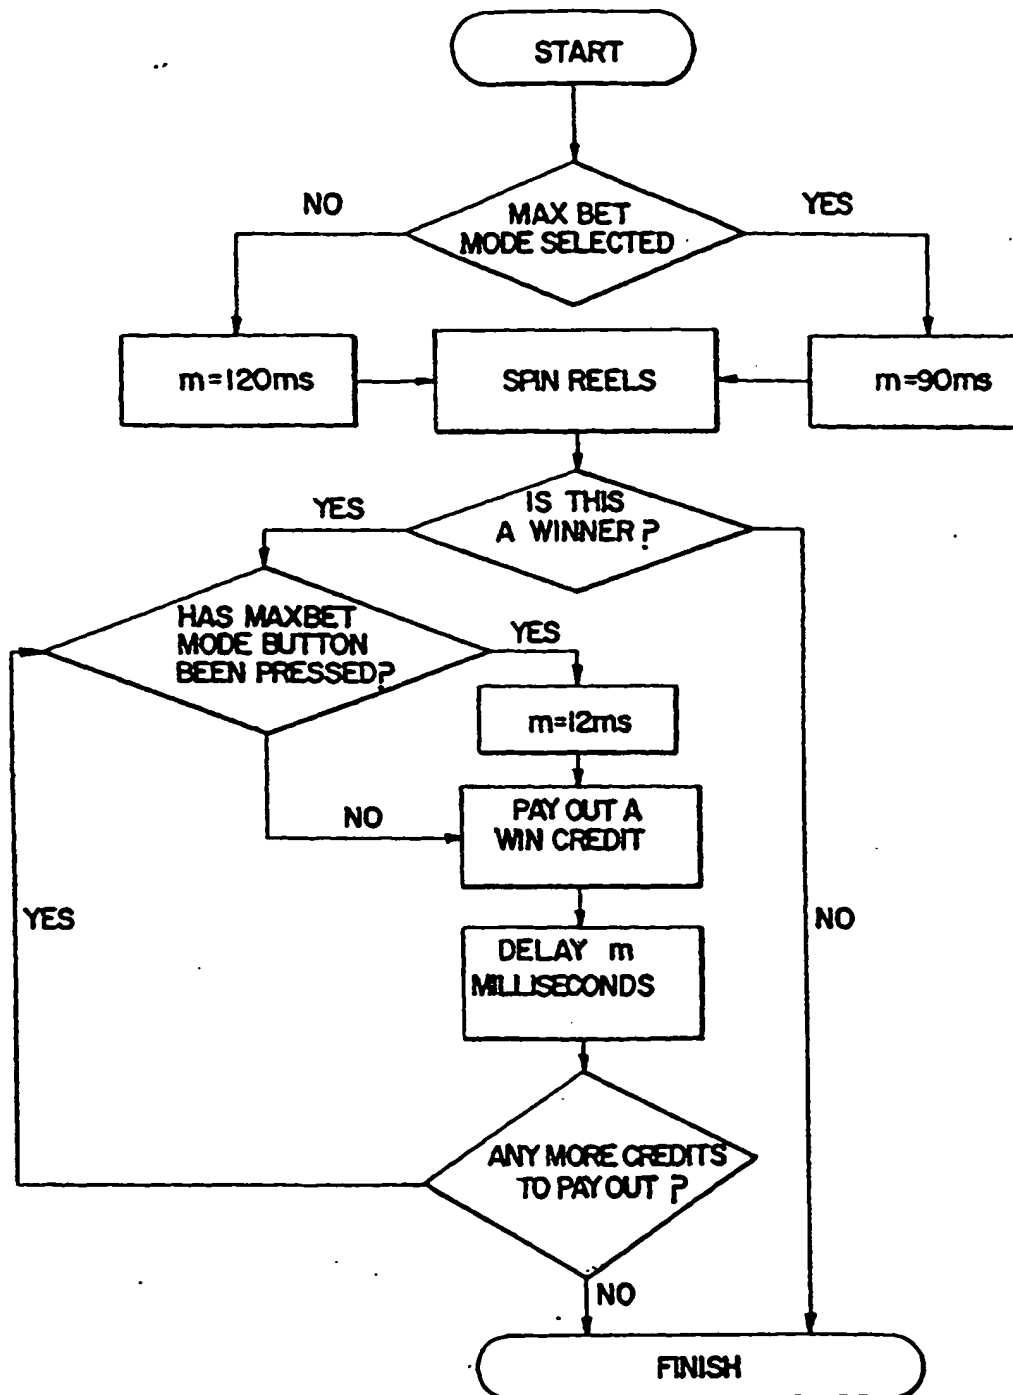 START
NO
YES
MAX BET
MODE SELECTED
m=120ms
SPIN REELS
m=90ms
YES
IS THIS
A WINNER?
HAS MAXBET
MODE BUTTON
BEEN PRESSED?
YES
m=12ms
NO
PAY OUT A
WIN CREDIT
YES
NO
DELAY m
MILLISECONDS
ANY MORE CREDITS
TO PAY OUT ?
NO
FINISH